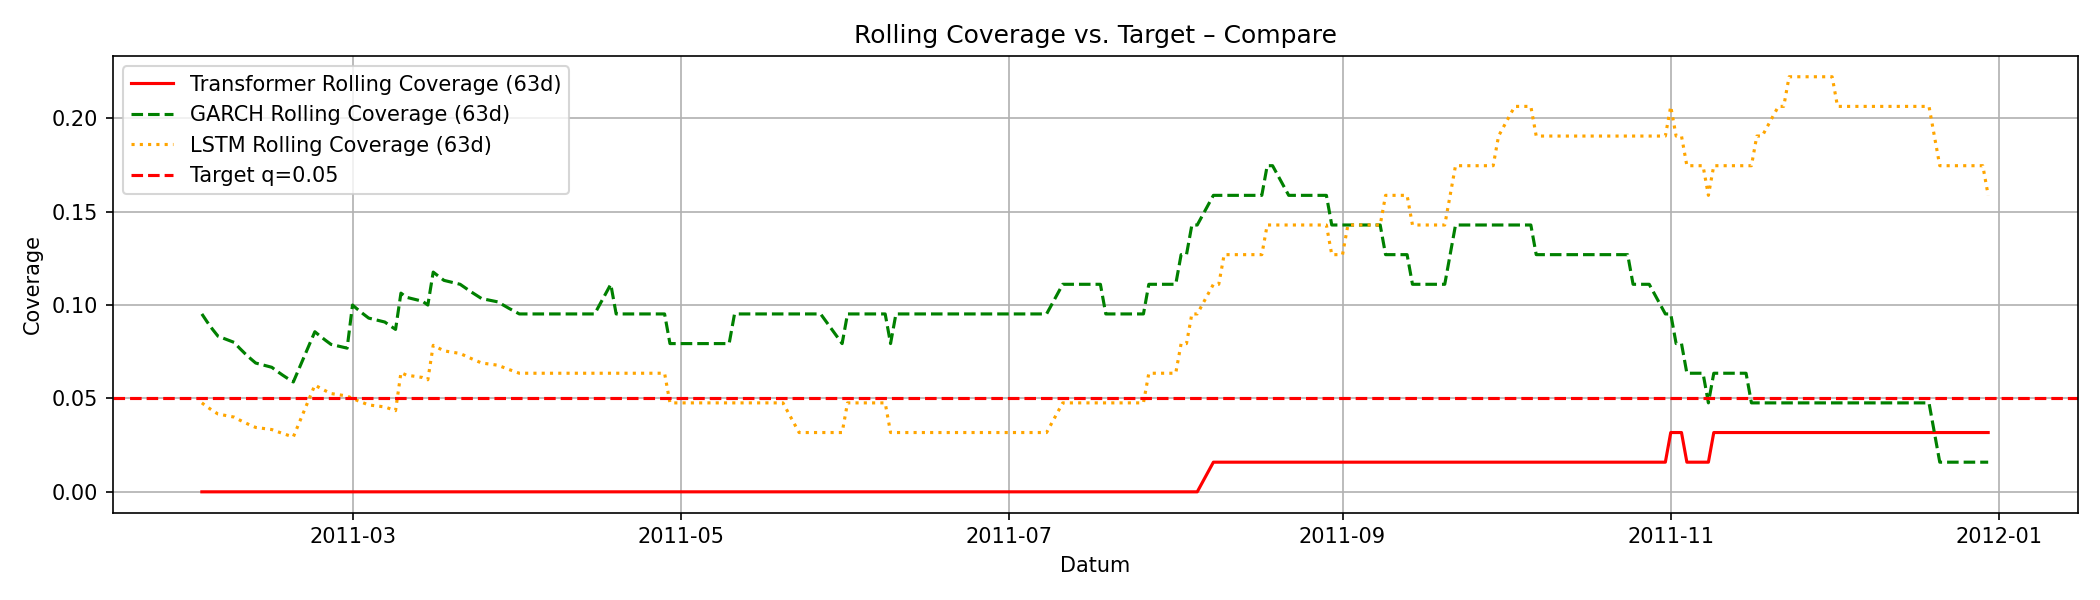 Rolling Coverage vs. Target – Compare
Transformer Rolling Coverage (63d)
GARCH Rolling Coverage (63d)
LSTM Rolling Coverage (63d)
Target q=0.05
Coverage
0.20
0.15
0.10
0.05
0.00
2011-03 2011-05 2011-07 2011-09 2011-11 2012-01
Datum